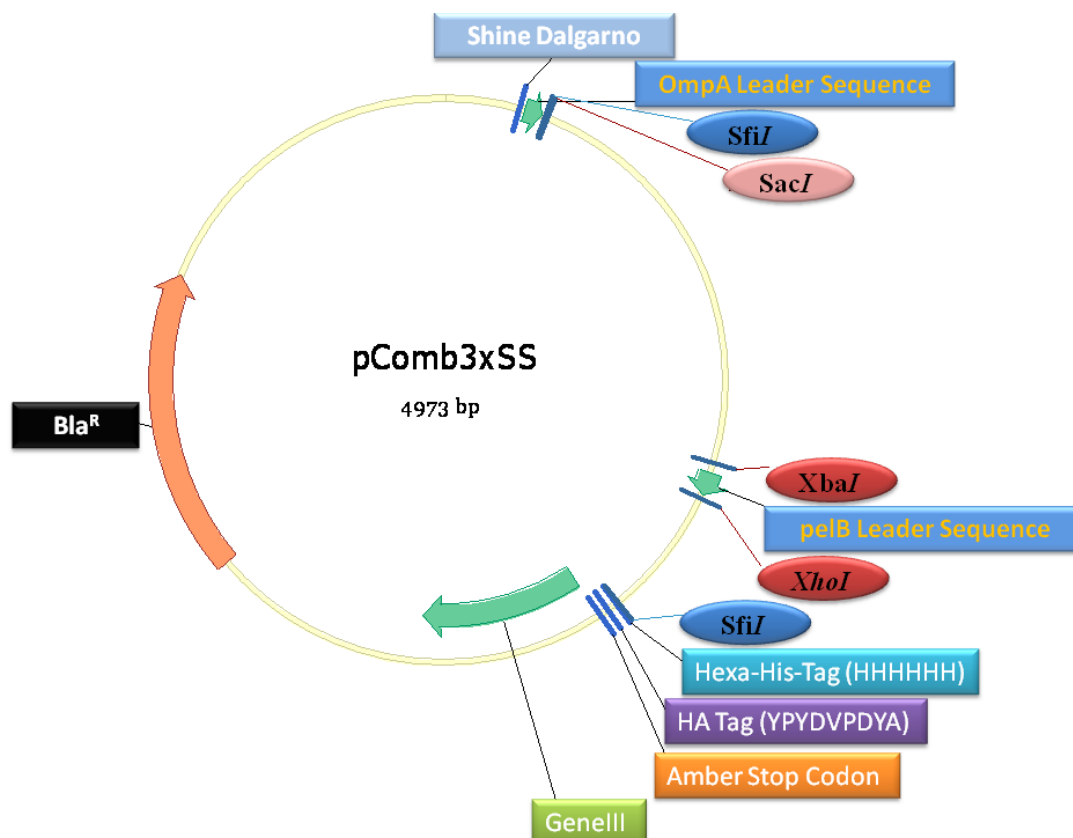 Shine Dalgarno
OmpA Leader Sequence
SfiI
SacI
pComb3xSS
4973 bp
Bla^R
XbaI
pelB Leader Sequence
XhoI
SfiI
Hexa-His-Tag (HHHHHH)
HA Tag (YPYDVPDYA)
Amber Stop Codon
GeneIII